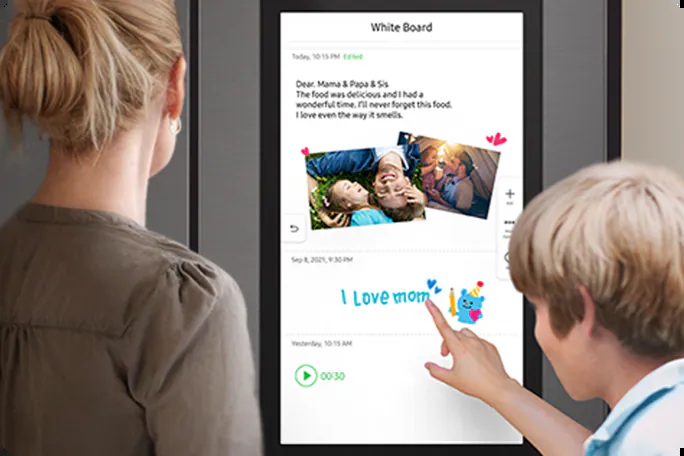 White Board
Today, 10:15 PM Edited
Dear. Mama & Papa & Sis
The food was delicious and I had a
wonderful time. I'll never forget this food.
I love even the way it smells.
Sep 8, 2021, 9:30 PM
I Love mom
Yesterday, 10:15 AM
00:30